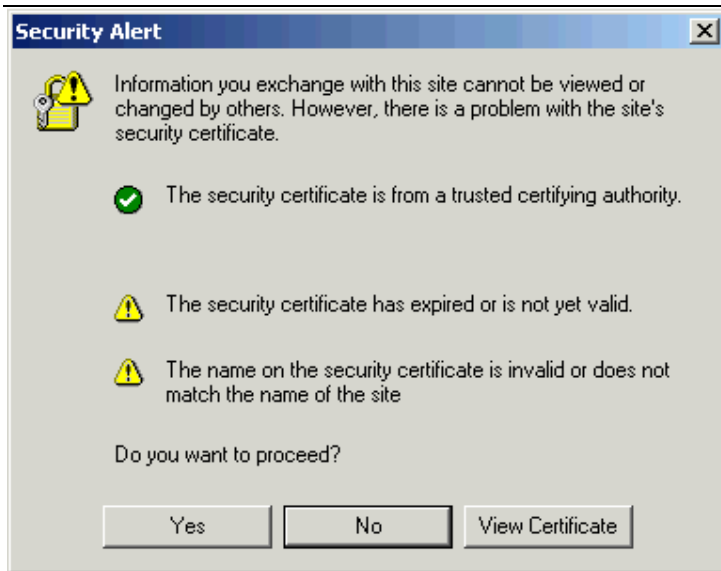 Security Alert
Information you exchange with this site cannot be viewed or
changed by others. However, there is a problem with the site's
security certificate.
The security certificate is from a trusted certifying authority.
The security certificate has expired or is not yet valid.
The name on the security certificate is invalid or does not
match the name of the site
Do you want to proceed?
Yes No View Certificate